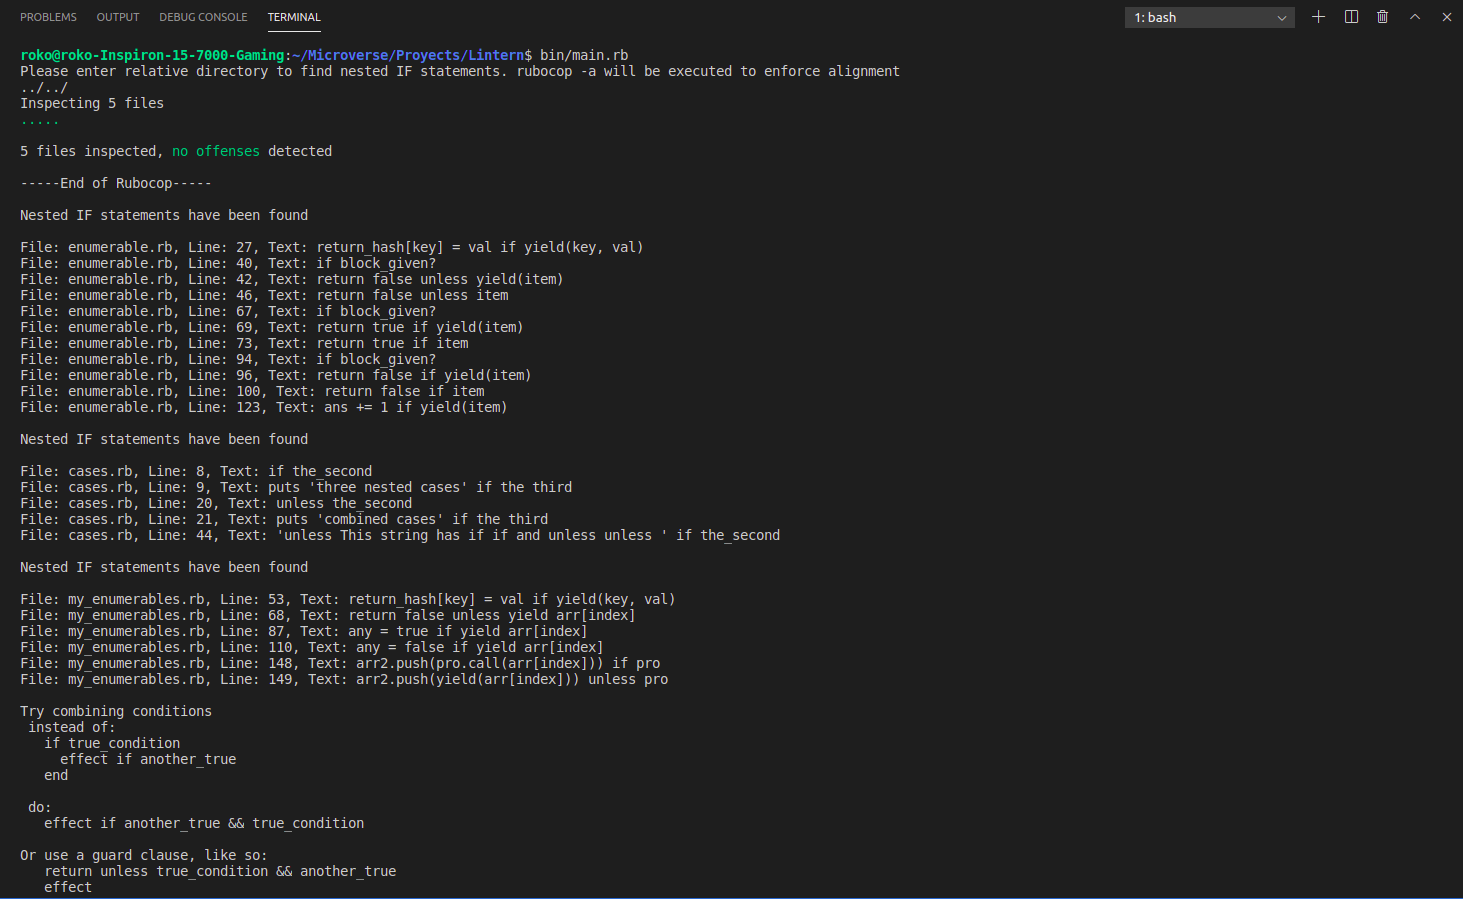 PROBLEMS OUTPUT DEBUG CONSOLE TERMINAL 1: bash
roko@roko-Inspiron-15-7000-Gaming:~/Microverse/Proyects/Lintern$ bin/main.rb
Please enter relative directory to find nested IF statements. rubocop -a will be executed to enforce alignment
../../
Inspecting 5 files
.....
5 files inspected, no offenses detected
-----End of Rubocop-----
Nested IF statements have been found
File: enumerable.rb, Line: 27, Text: return_hash[key] = val if yield(key, val)
File: enumerable.rb, Line: 40, Text: if block_given?
File: enumerable.rb, Line: 42, Text: return false unless yield(item)
File: enumerable.rb, Line: 46, Text: return false unless item
File: enumerable.rb, Line: 67, Text: if block_given?
File: enumerable.rb, Line: 69, Text: return true if yield(item)
File: enumerable.rb, Line: 73, Text: return true if item
File: enumerable.rb, Line: 94, Text: if block_given?
File: enumerable.rb, Line: 96, Text: return false if yield(item)
File: enumerable.rb, Line: 100, Text: return false if item
File: enumerable.rb, Line: 123, Text: ans += 1 if yield(item)
Nested IF statements have been found
File: cases.rb, Line: 8, Text: if the_second
File: cases.rb, Line: 9, Text: puts 'three nested cases' if the third
File: cases.rb, Line: 20, Text: unless the_second
File: cases.rb, Line: 21, Text: puts 'combined cases' if the third
File: cases.rb, Line: 44, Text: 'unless This string has if if and unless unless ' if the_second
Nested IF statements have been found
File: my_enumerables.rb, Line: 53, Text: return_hash[key] = val if yield(key, val)
File: my_enumerables.rb, Line: 68, Text: return false unless yield arr[index]
File: my_enumerables.rb, Line: 87, Text: any = true if yield arr[index]
File: my_enumerables.rb, Line: 110, Text: any = false if yield arr[index]
File: my_enumerables.rb, Line: 148, Text: arr2.push(pro.call(arr[index])) if pro
File: my_enumerables.rb, Line: 149, Text: arr2.push(yield(arr[index])) unless pro
Try combining conditions
instead of:
if true_condition
effect if another_true
end
do:
effect if another_true && true_condition
Or use a guard clause, like so:
return unless true_condition && another_true
effect